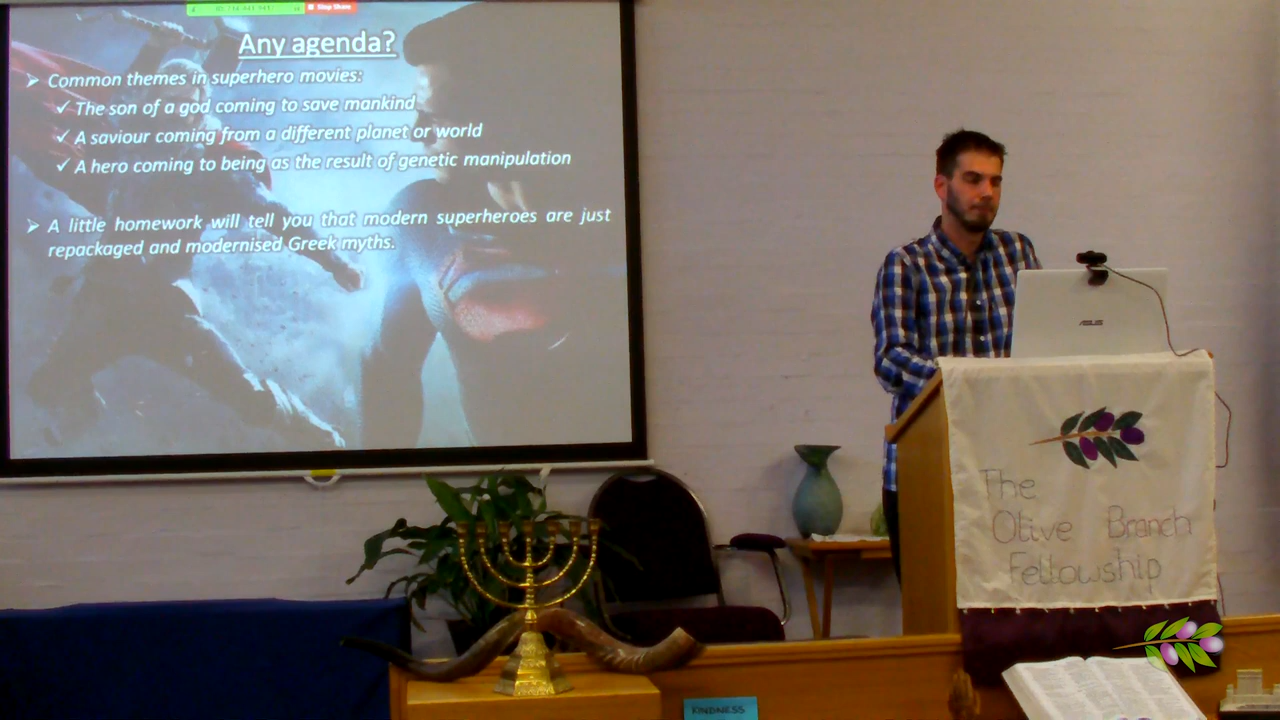 Stop Share
Any agenda?
➤ Common themes in superhero movies:
✓ The son of a god coming to save mankind
✓ A saviour coming from a different planet or world
✓ A hero coming to being as the result of genetic manipulation
➤ A little homework will tell you that modern superheroes are just
repackaged and modernised Greek myths.
ASUS
The
Olive Branch
Fellowship
KINDNESS